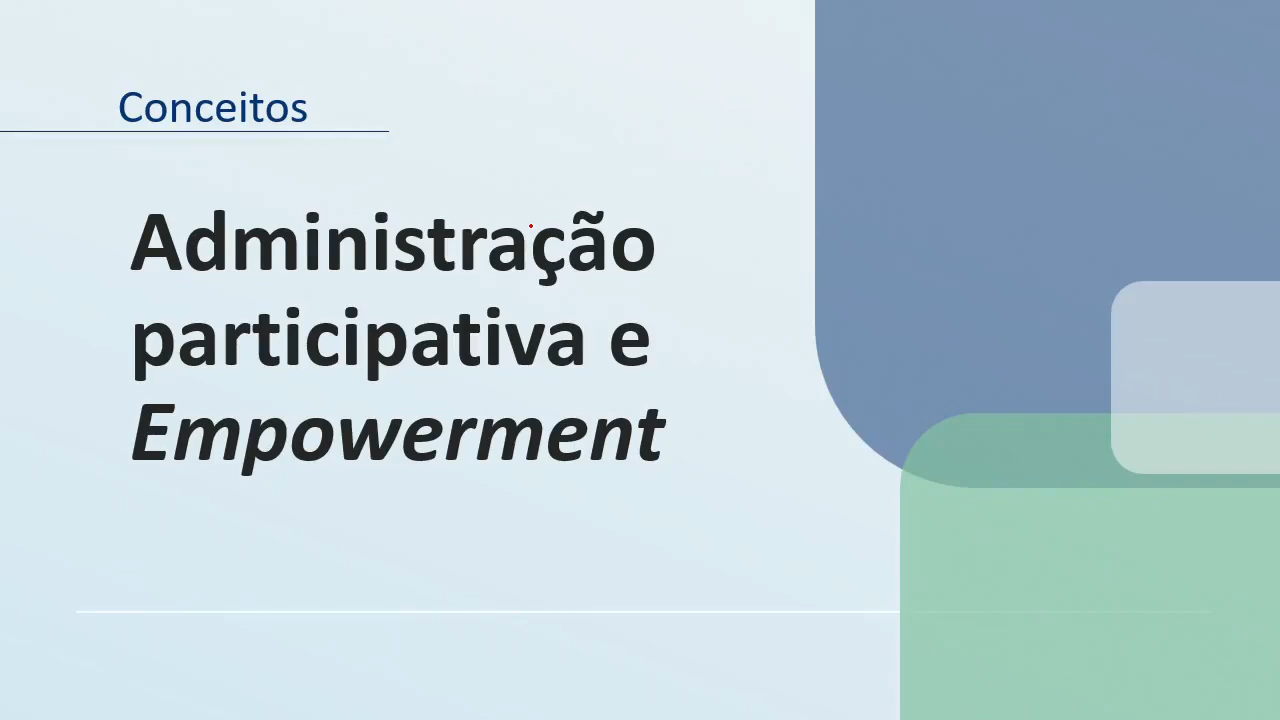 Conceitos
Administração
participativa e
Empowerment